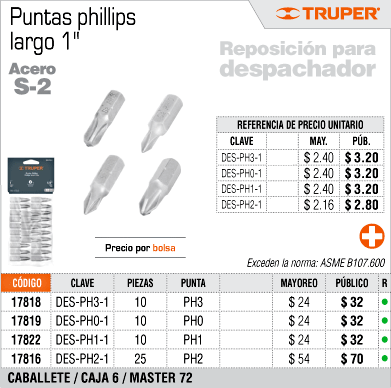 Puntas phillips
largo 1"
TRUPER
Acero
S-2
Reposición para
despachador
REFERENCIA DE PRECIO UNITARIO
CLAVE MAY. PÚB.
DES-PH3-1 $ 2.40 $ 3.20
DES-PH0-1 $ 2.40 $ 3.20
DES-PH1-1 $ 2.40 $ 3.20
DES-PH2-1 $ 2.16 $ 2.80
TRUPER
Precio por bolsa
Exceden la norma: ASME B107.600
CÓDIGO CLAVE PIEZAS PUNTA MAYOREO PÚBLICO R
17818 DES-PH3-1 10 PH3 $ 24 $ 32
17819 DES-PH0-1 10 PH0 $ 24 $ 32
17822 DES-PH1-1 10 PH1 $ 24 $ 32
17816 DES-PH2-1 25 PH2 $ 54 $ 70
CABALLETE / CAJA 6 / MASTER 72